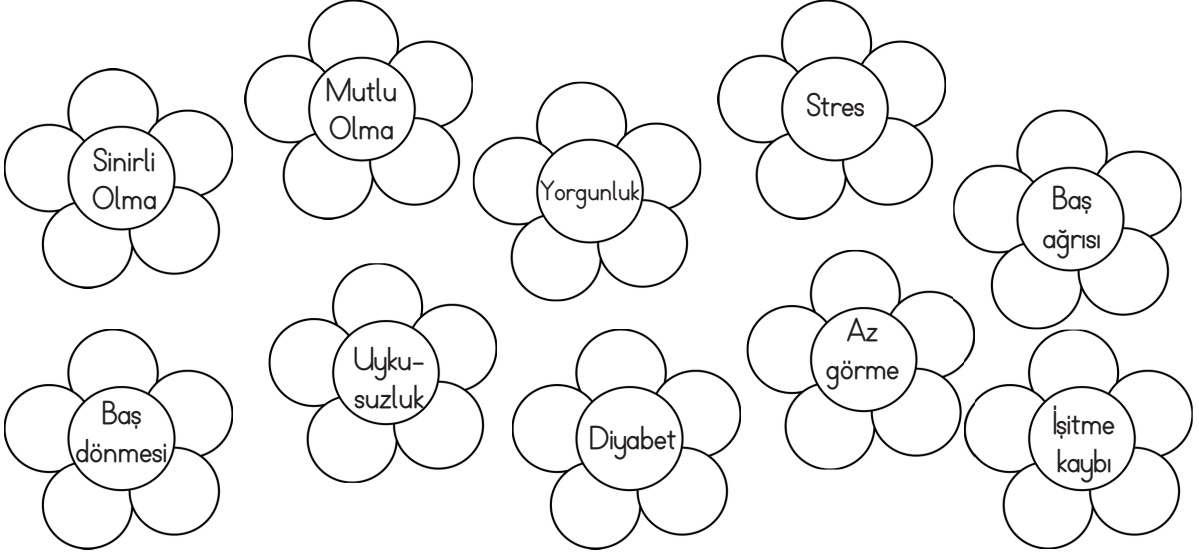 Sinirli
Olma
Mutlu
Olma
Yorgunluk
Stres
Baş
ağrısı
Baş
dönmesi
Uyku-
suzluk
Diyabet
Az
görme
İşitme
kaybı